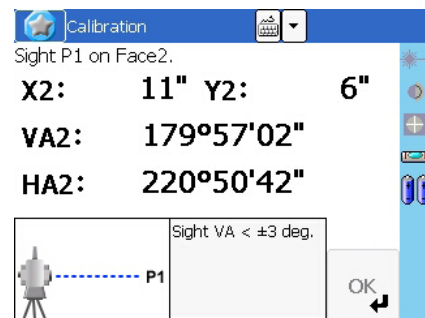 Calibration
Sight P1 on Face2.
X2: 11" Y2: 6"
VA2: 179°57'02"
HA2: 220°50'42"
Sight VA < ±3 deg.
P1
OK